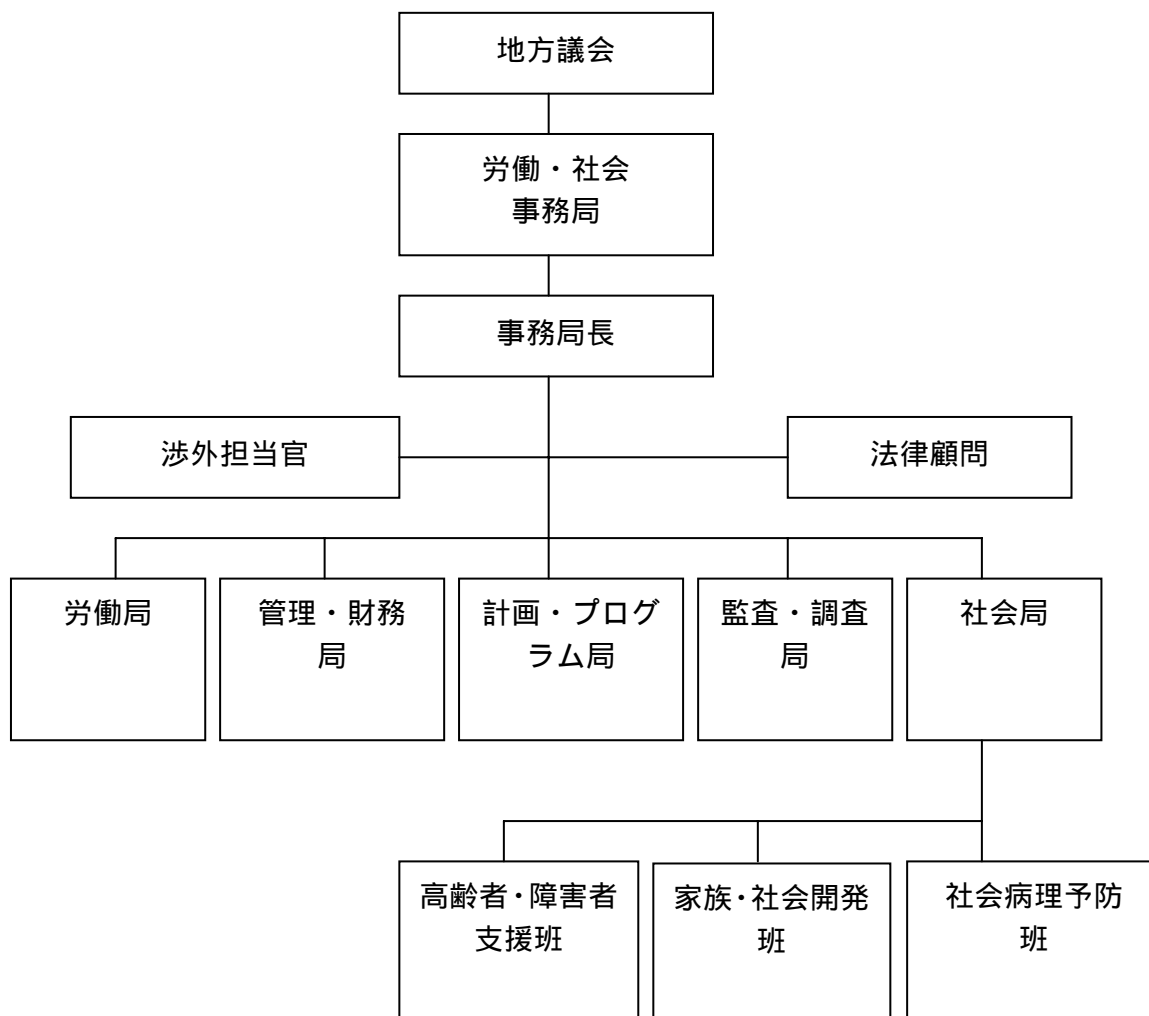 地方議会
労働・社会
事務局
事務局長
渉外担当官
法律顧問
労働局
管理・財務
局
計画・プログ
ラム局
監査・調査
局
社会局
高齢者・障害者
支援班
家族・社会開発
班
社会病理予防
班